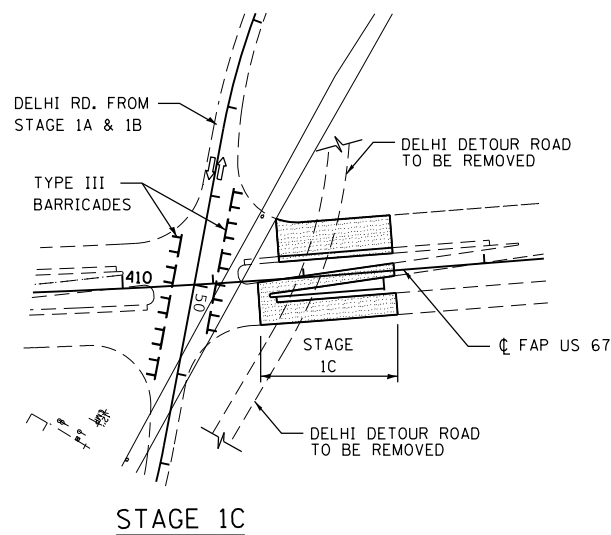 DELHI RD. FROM
STAGE 1A & 1B
DELHI DETOUR ROAD
TO BE REMOVED
TYPE III
BARRICADES
410
50
STAGE
1C
℄ FAP US 67
DELHI DETOUR ROAD
TO BE REMOVED
STAGE 1C